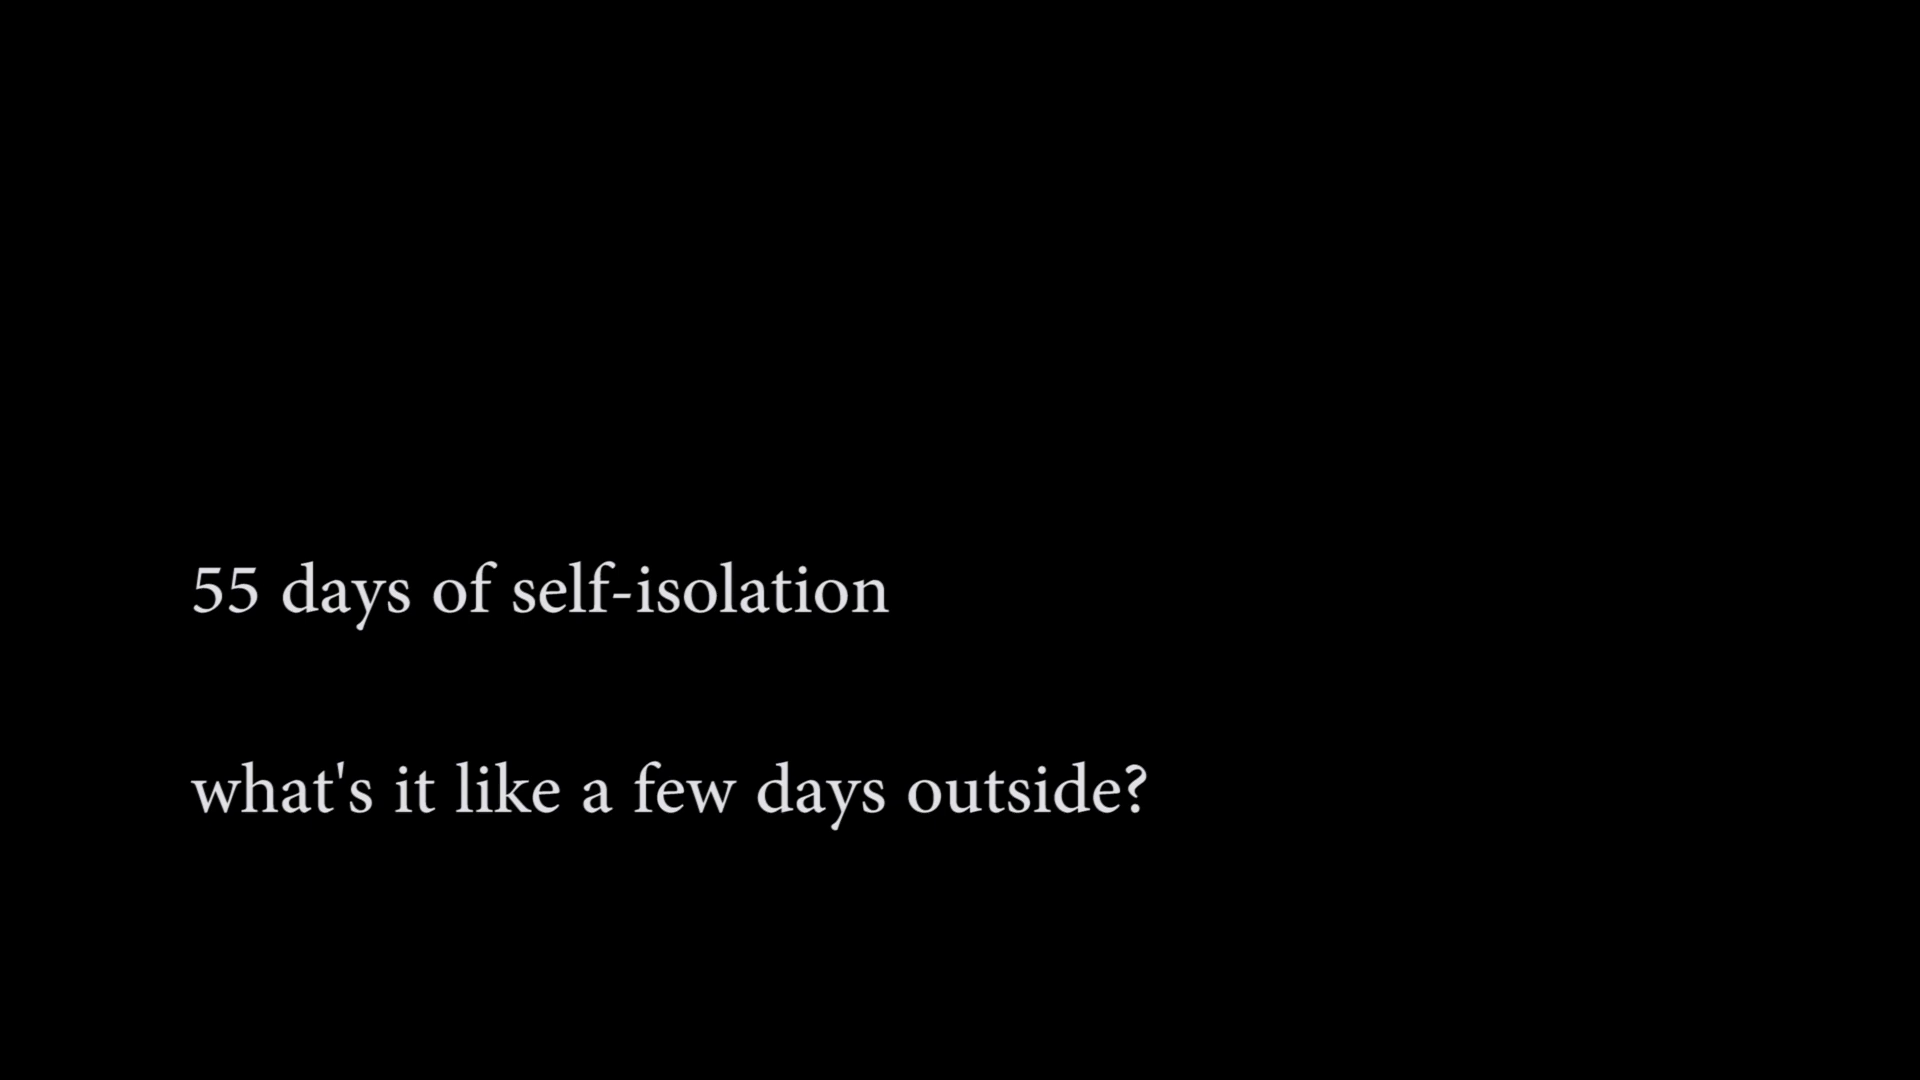 55 days of self-isolation
what's it like a few days outside?